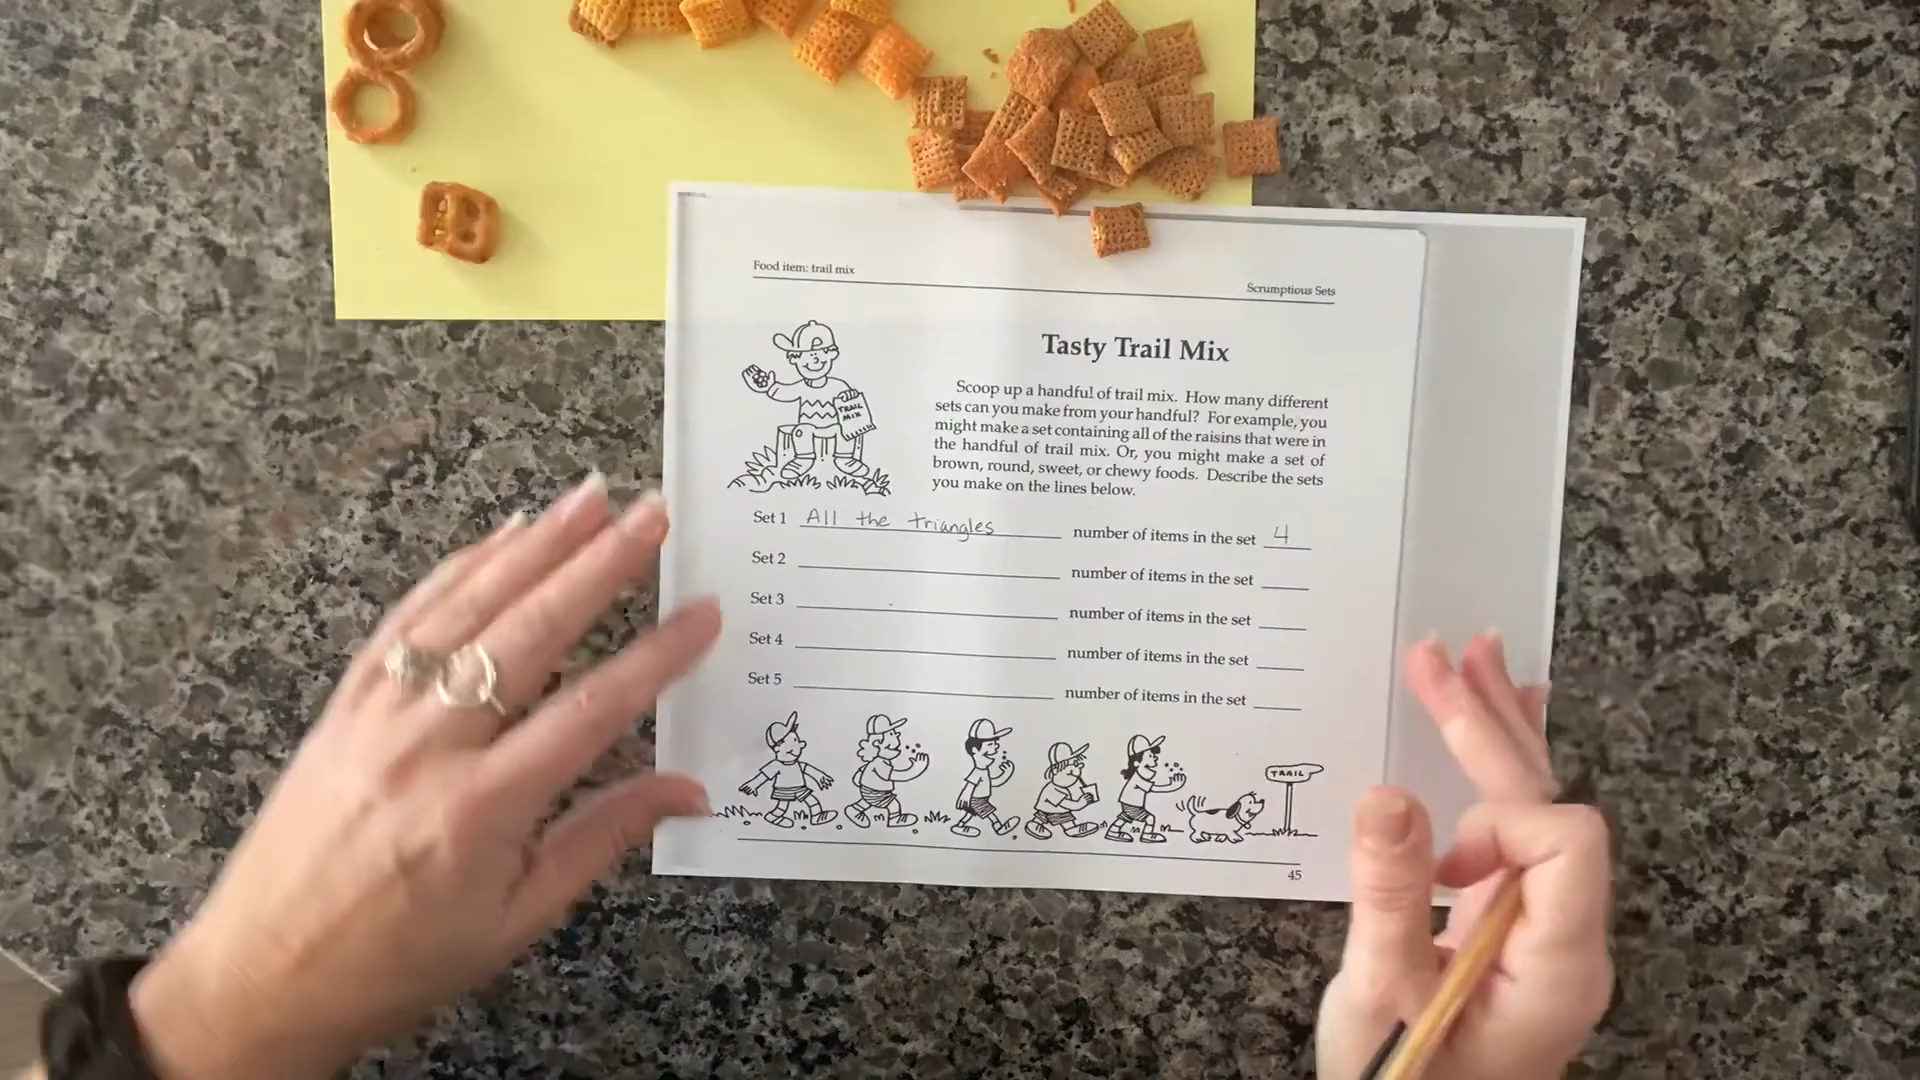 Food item: trail mix
Scrumptious Sets
Tasty Trail Mix
TRAIL
MIX
Scoop up a handful of trail mix. How many different
sets can you make from your handful? For example, you
might make a set containing all of the raisins that were in
the handful of trail mix. Or, you might make a set of
brown, round, sweet, or chewy foods. Describe the sets
you make on the lines below.
Set 1 All the triangles number of items in the set 4
Set 2 number of items in the set
Set 3 number of items in the set
Set 4 number of items in the set
Set 5 number of items in the set
TRAIL
45